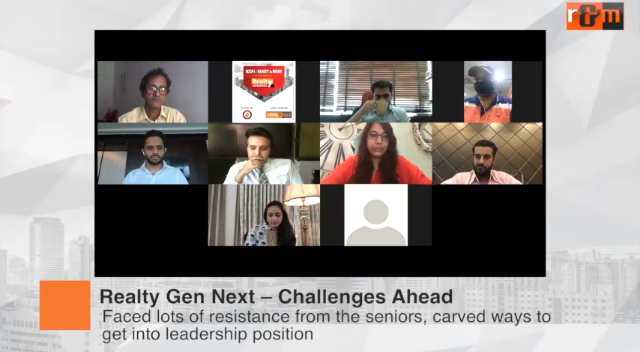 r&m
Realty
Realty Gen Next – Challenges Ahead
Faced lots of resistance from the seniors, carved ways to
get into leadership position